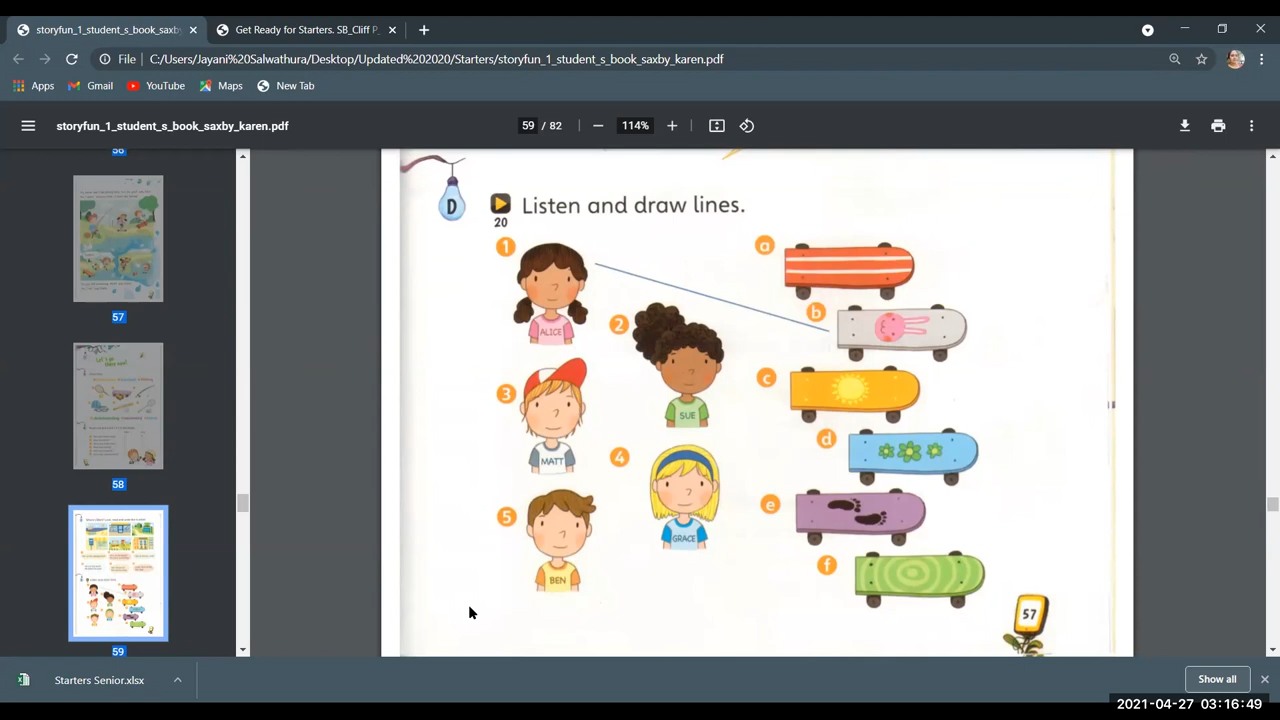 storyfun_1_student_s_book_saxby
Get Ready for Starters. SB_Cliff P
File
C:/Users/Jayani%20Salwathura/Desktop/Updated%202020/Starters/storyfun_1_student_s_book_saxby_karen.pdf
Apps
Gmail
YouTube
Maps
New Tab
storyfun_1_student_s_book_saxby_karen.pdf
59 / 82
114%
56
57
58
59
D
20
Listen and draw lines.
1
ALICE
2
SUE
3
MATT
4
GRACE
5
BEN
a
b
c
d
e
f
57
Starters Senior.xlsx
Show all
2021-04-27 03:16:49